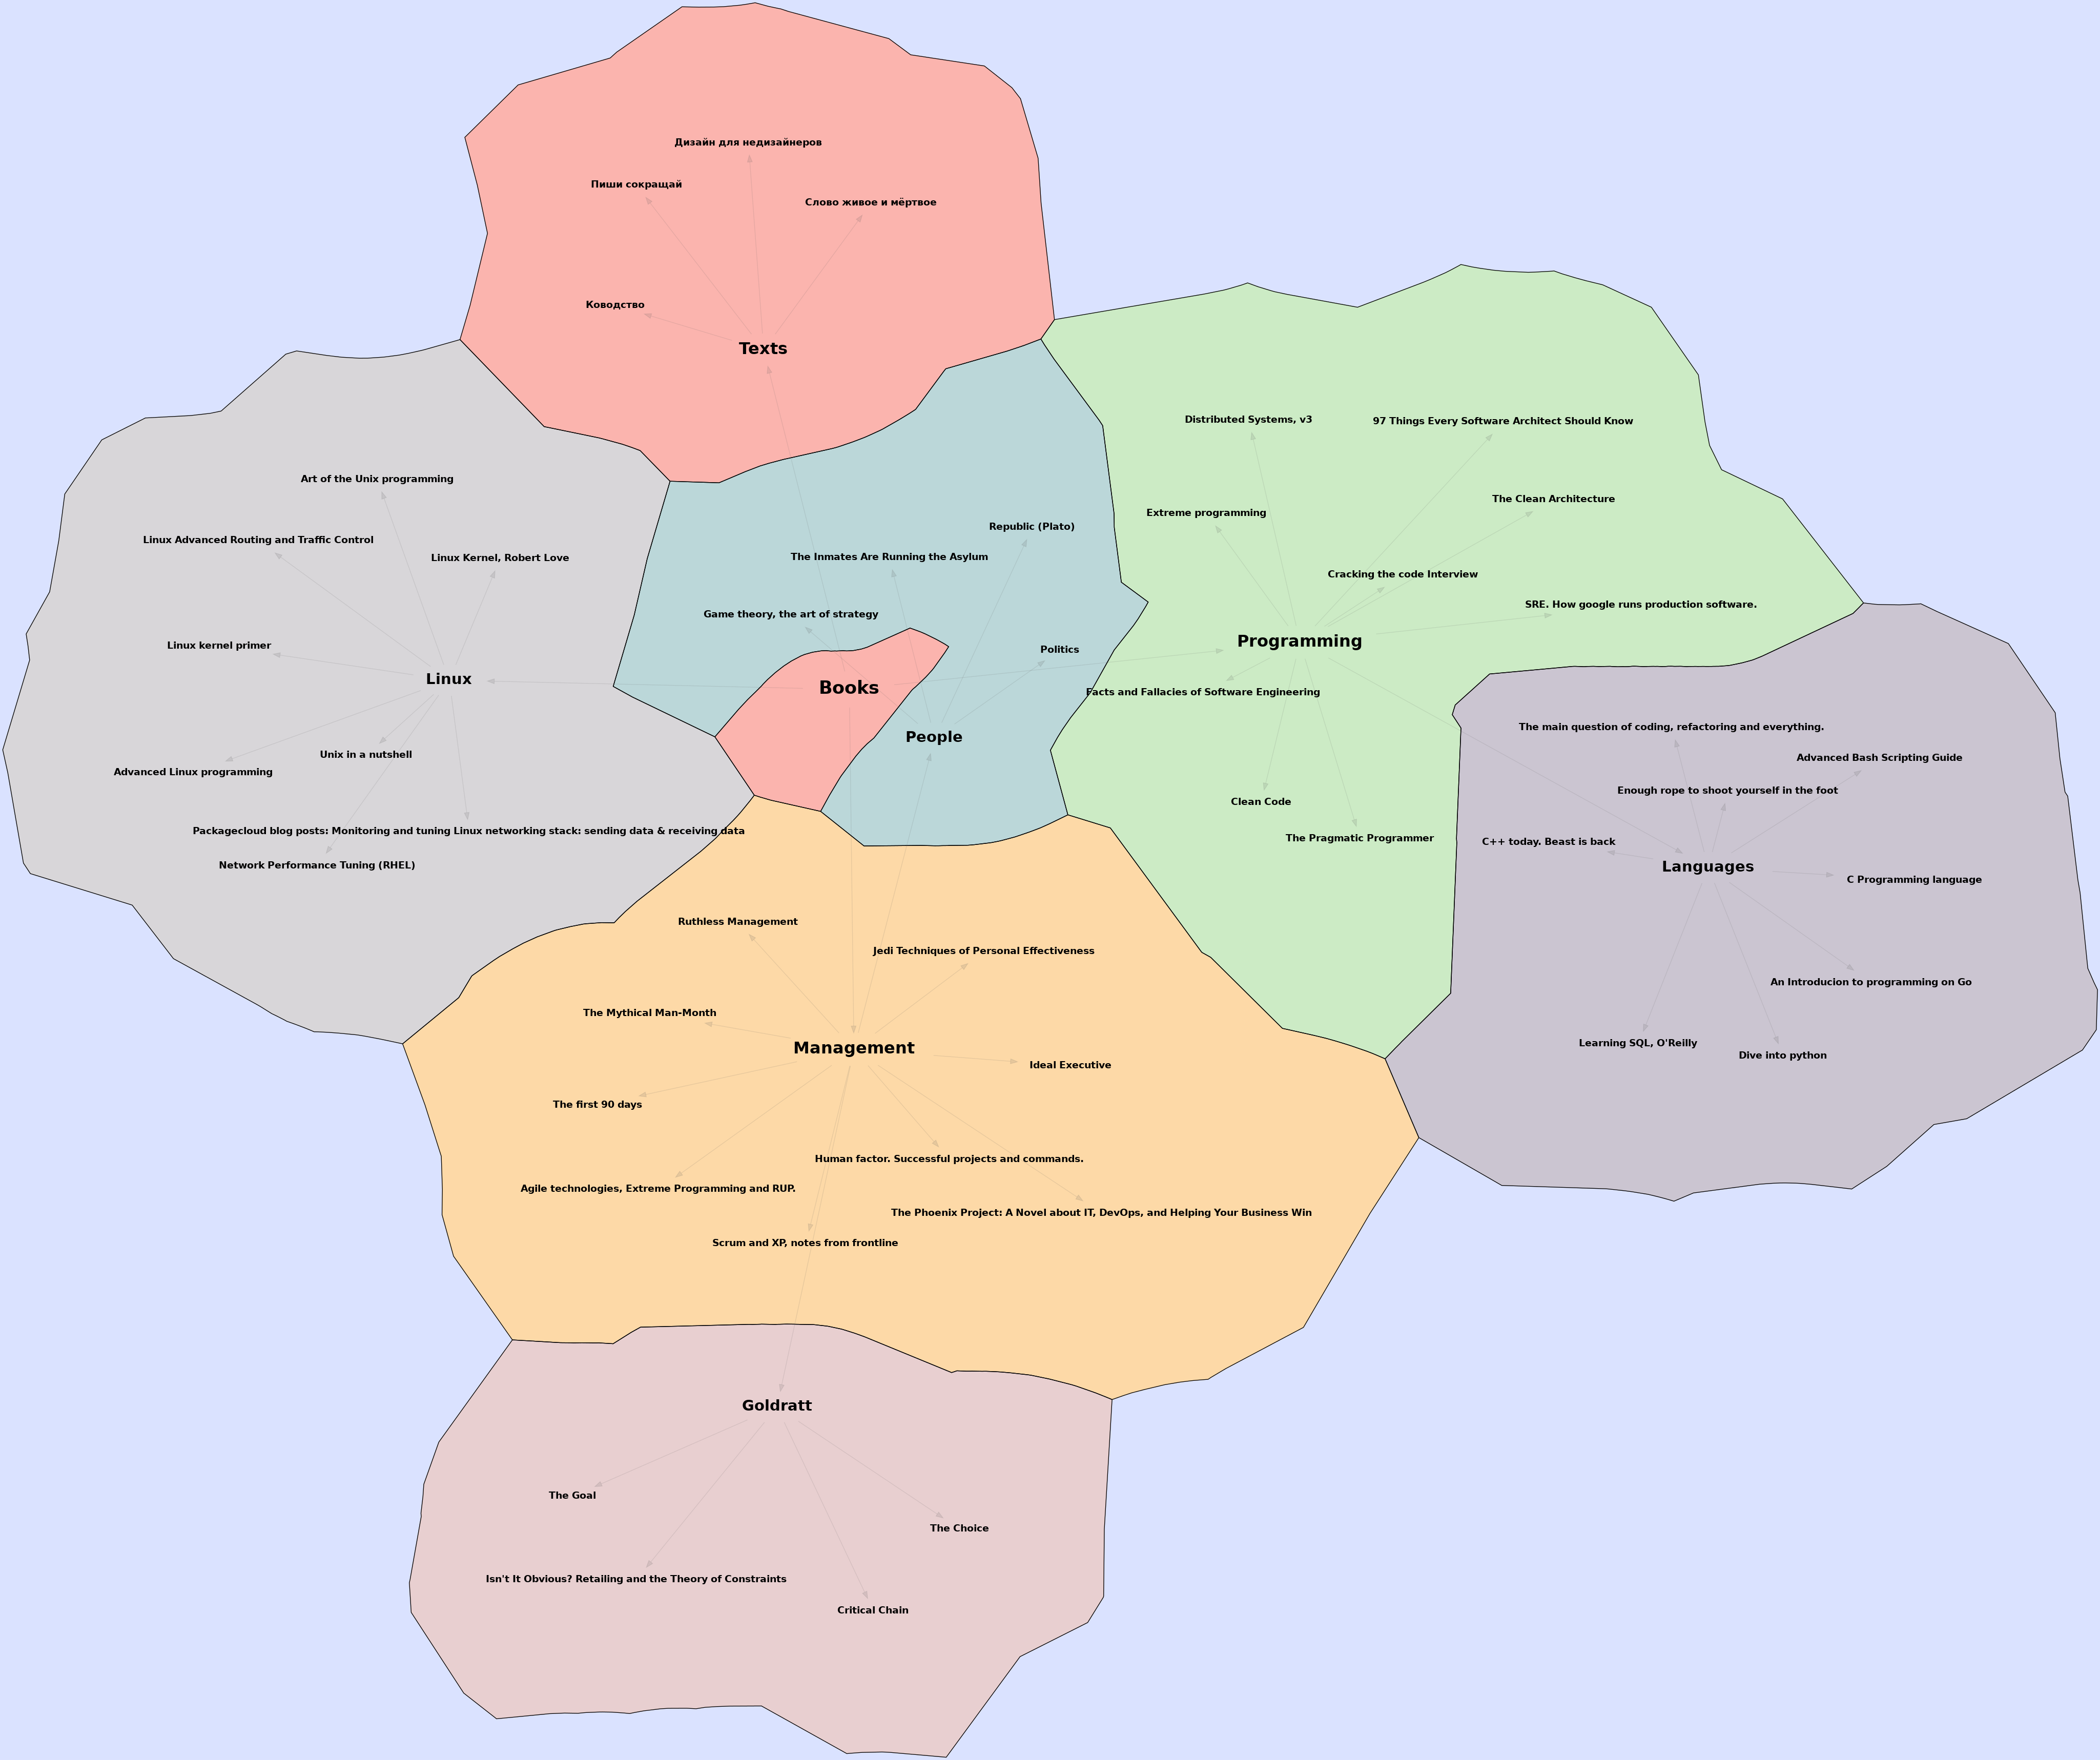 Дизайн для недизайнеров
Пиши сокращай
Слово живое и мёртвое
Ководство
Texts
Distributed Systems, v3
97 Things Every Software Architect Should Know
Extreme programming
The Clean Architecture
Cracking the code Interview
SRE. How google runs production software.
Programming
Facts and Fallacies of Software Engineering
Clean Code
The Pragmatic Programmer
Art of the Unix programming
Linux Advanced Routing and Traffic Control
Linux Kernel, Robert Love
Linux kernel primer
Linux
Unix in a nutshell
Advanced Linux programming
Packagecloud blog posts: Monitoring and tuning Linux networking stack: sending data & receiving data
Network Performance Tuning (RHEL)
Republic (Plato)
The Inmates Are Running the Asylum
Game theory, the art of strategy
Politics
Books
People
The main question of coding, refactoring and everything.
Advanced Bash Scripting Guide
Enough rope to shoot yourself in the foot
C++ today. Beast is back
Languages
C Programming language
An Introducion to programming on Go
Learning SQL, O'Reilly
Dive into python
Ruthless Management
Jedi Techniques of Personal Effectiveness
The Mythical Man-Month
Management
Ideal Executive
The first 90 days
Human factor. Successful projects and commands.
Agile technologies, Extreme Programming and RUP.
The Phoenix Project: A Novel about IT, DevOps, and Helping Your Business Win
Scrum and XP, notes from frontline
Goldratt
The Goal
The Choice
Isn't It Obvious? Retailing and the Theory of Constraints
Critical Chain